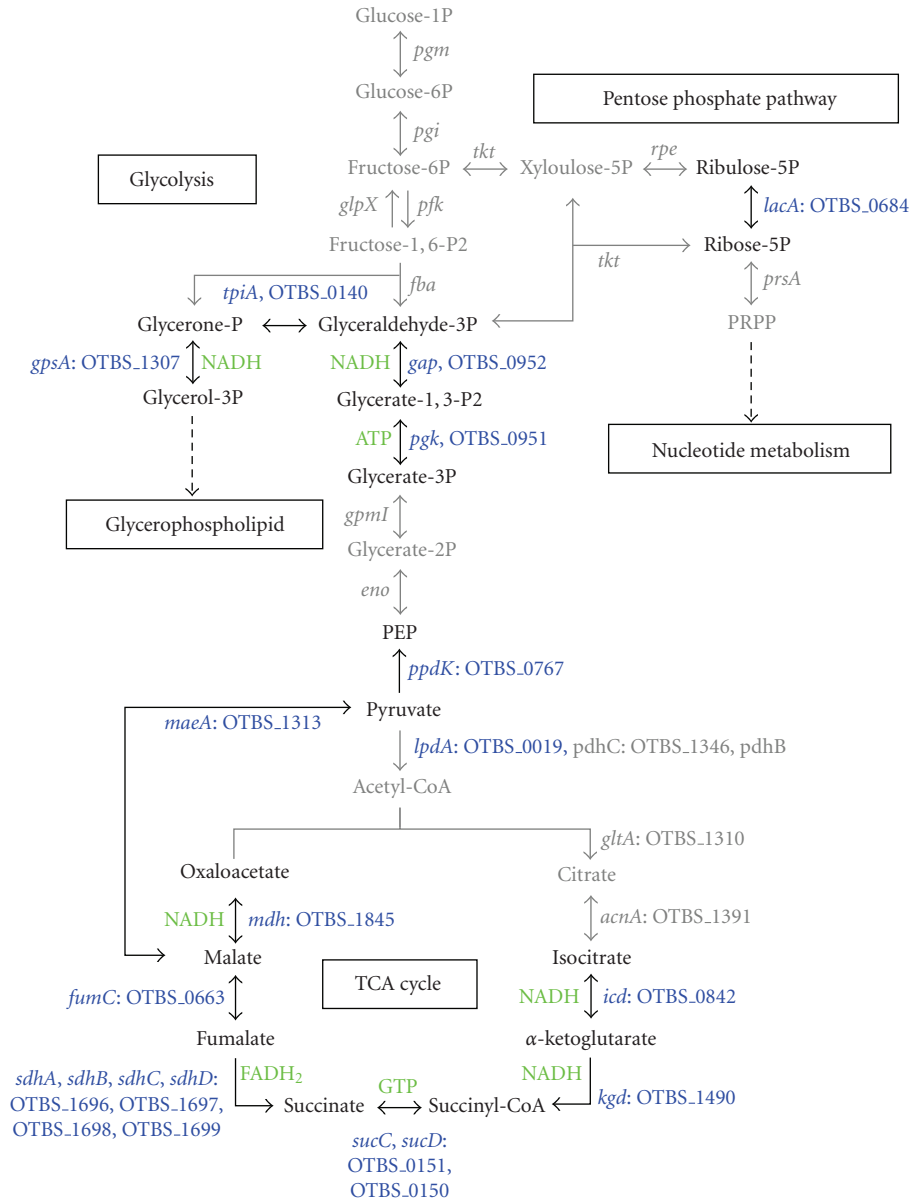 Glucose-1P
pgm
Glucose-6P
Pentose phosphate pathway
pgi
Fructose-6P
tkt
Xyloulose-5P
rpe
Ribulose-5P
Glycolysis
glpX
pfk
lacA: OTBS_0684
Fructose-1, 6-P2
Ribose-5P
tkt
fba
prsA
tpiA, OTBS_0140
Glycerone-P
Glyceraldehyde-3P
PRPP
gpsA: OTBS_1307
NADH
NADH
gap, OTBS_0952
Glycerol-3P
Glycerate-1, 3-P2
ATP
pgk, OTBS_0951
Nucleotide metabolism
Glycerate-3P
gpmI
Glycerophospholipid
Glycerate-2P
eno
PEP
ppdK: OTBS_0767
Pyruvate
maeA: OTBS_1313
lpdA: OTBS_0019, pdhC: OTBS_1346, pdhB
Acetyl-CoA
gltA: OTBS_1310
Oxaloacetate
Citrate
NADH
mdh: OTBS_1845
acnA: OTBS_1391
Malate
Isocitrate
TCA cycle
fumC: OTBS_0663
NADH
icd: OTBS_0842
Fumalate
α-ketoglutarate
sdhA, sdhB, sdhC, sdhD:
OTBS_1696, OTBS_1697,
OTBS_1698, OTBS_1699
FADH₂
GTP
NADH
Succinate
Succinyl-CoA
kgd: OTBS_1490
sucC, sucD:
OTBS_0151,
OTBS_0150